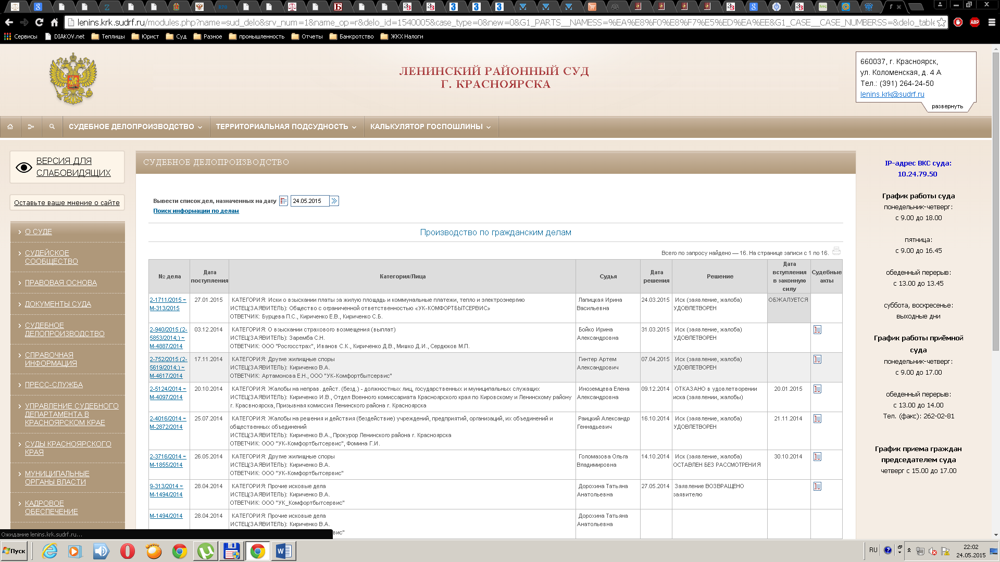 lenins.krk.sudrf.ru/modules.php?name=sud_delo&srv_num=1&name_op=r&delo_id=1540005&case_type=0&new=0&G1_PARTS__NAMESS=%EA%E8%F0%E8%F7%E5%ED%EA%EE&G1_CASE__CASE_NUMBERSS=&delo_table
Сервисы DIAKOV.net Теплицы Юрист Суд Разное промышленность Отчеты Банкротство ЖКХ Налоги
ЛЕНИНСКИЙ РАЙОННЫЙ СУД
Г. КРАСНОЯРСКА
660037, г. Красноярск,
ул. Коломенская, д. 4 А
Тел.: (391) 264-24-50
lenins.krk@sudrf.ru
развернуть
СУДЕБНОЕ ДЕЛОПРОИЗВОДСТВО ТЕРРИТОРИАЛЬНАЯ ПОДСУДНОСТЬ КАЛЬКУЛЯТОР ГОСПОШЛИНЫ
ВЕРСИЯ ДЛЯ
СЛАБОВИДЯЩИХ
Оставьте ваше мнение о сайте
О СУДЕ
СУДЕЙСКОЕ
СООБЩЕСТВО
ПРАВОВАЯ ОСНОВА
ДОКУМЕНТЫ СУДА
СУДЕБНОЕ
ДЕЛОПРОИЗВОДСТВО
СПРАВОЧНАЯ
ИНФОРМАЦИЯ
ПРЕСС-СЛУЖБА
УПРАВЛЕНИЕ СУДЕБНОГО
ДЕПАРТАМЕНТА В
КРАСНОЯРСКОМ КРАЕ
СУДЫ КРАСНОЯРСКОГО
КРАЯ
МУНИЦИПАЛЬНЫЕ
ОРГАНЫ ВЛАСТИ
КАДРОВОЕ
ОБЕСПЕЧЕНИЕ
СУДЕБНОЕ ДЕЛОПРОИЗВОДСТВО
Вывести список дел, назначенных на дату 24.05.2015
Поиск информации по делам
Производство по гражданским делам
Всего по запросу найдено — 16. На странице записи с 1 по 16.
№ дела
Дата
поступления
Категория/Лица
Судья
Дата
решения
Решение
Дата
вступления
в законную
силу
Судебные
акты
2-1711/2015 ~ 27.01.2015 КАТЕГОРИЯ: Иски о взыскании платы за жилую площадь и коммунальные платежи, тепло и электроэнергию Лапицкая Ирина 24.03.2015 Иск (заявление, жалоба) ОБЖАЛУЕТСЯ
М-313/2015 ИСТЕЦ(ЗАЯВИТЕЛЬ): Общество с ограниченной ответственностью «УК-КОМФОРТБЫТСЕРВИС» Васильевна УДОВЛЕТВОРЕН
ОТВЕТЧИК: Бурцева П.С., Кириченко Е.В., Кириченко С.Б.
2-940/2015 (2- 03.12.2014 КАТЕГОРИЯ: О взыскании страхового возмещения (выплат) Бойко Ирина 31.03.2015 Иск (заявление, жалоба)
5853/2014;) ~ ИСТЕЦ(ЗАЯВИТЕЛЬ): Заремба С.Н. Александровна УДОВЛЕТВОРЕН
М-4887/2014 ОТВЕТЧИК: ООО "Росгосстрах", Иванов С.К., Кириченко Д.В., Мишко Д.И., Сердюков М.П.
2-752/2015 (2- 17.11.2014 КАТЕГОРИЯ: Другие жилищные споры Гинтер Артем 07.04.2015 Иск (заявление, жалоба)
5619/2014;) ~ ИСТЕЦ(ЗАЯВИТЕЛЬ): Кириченко В.А. Александрович УДОВЛЕТВОРЕН
М-4617/2014 ОТВЕТЧИК: Артамонова Е.Н., ООО "УК-Комфортбытсервис"
2-5124/2014 ~ 20.10.2014 КАТЕГОРИЯ: Жалобы на неправ. дейст. (безд.) - должностных лиц, государственных и муниципальных служащих Иноземцева Елена 09.12.2014 ОТКАЗАНО в удовлетворении 20.01.2015
М-4097/2014 ИСТЕЦ(ЗАЯВИТЕЛЬ): Кириченко И.В., Отдел Военного комиссариата Красноярского края по Кировскому и Ленинскому району Александровна иска (заявлении, жалобы)
г. Красвноярска, Призывная комиссия Ленинского района г. Красноярска
2-4016/2014 ~ 25.07.2014 КАТЕГОРИЯ: Жалобы на решения и действия (бездействие) учреждений, предприятий, организаций, их объединений и Раицкий Александр 16.10.2014 Иск (заявление, жалоба) 21.11.2014
М-2872/2014 общественных объединений Геннадьевич УДОВЛЕТВОРЕН
ИСТЕЦ(ЗАЯВИТЕЛЬ): Кириченко В.А., Прокурор Ленинского района г. Красноярска
ОТВЕТЧИК: ООО "УК-Комфортбытсервис", Фомина Г.И.
2-3716/2014 ~ 26.05.2014 КАТЕГОРИЯ: Другие жилищные споры Голомазова Ольга 14.10.2014 Иск (заявление, жалоба) 30.10.2014
М-1855/2014 ИСТЕЦ(ЗАЯВИТЕЛЬ): Кириченко В.А. Владимировна ОСТАВЛЕН БЕЗ РАССМОТРЕНИЯ
ОТВЕТЧИК: ООО "УК-Комфортбытсервис"
9-313/2014 ~ 28.04.2014 КАТЕГОРИЯ: Прочие исковые дела Дорохина Татьяна 27.05.2014 Заявление ВОЗВРАЩЕНО
М-1494/2014 ИСТЕЦ(ЗАЯВИТЕЛЬ): Кириченко В.А. Анатольевна заявителю
ОТВЕТЧИК: ООО "УК_Комфортбытсервис"
М-1494/2014 28.04.2014 КАТЕГОРИЯ: Прочие исковые дела Дорохина Татьяна
ИСТЕЦ(ЗАЯВИТЕЛЬ): Кириченко В.А. Анатольевна
вис"
IP-адрес ВКС суда:
10.24.79.50
График работы суда
понедельник-четверг:
с 9.00 до 18.00
пятница:
с 9.00 до 16.45
обеденный перерыв:
с 13.00 до 13.45
суббота, воскресенье:
выходные дни
График работы приёмной
суда
понедельник-четверг:
с 9.00 до 17.00
обеденный перерыв:
с 13.00 до 14.00
Тел. (факс): 262-02-81
График приема граждан
председателем суда
четверг с 15.00 до 17.00
Ожидание lenins.krk.sudrf.ru...
Пуск
RU
22:02
24.05.2015